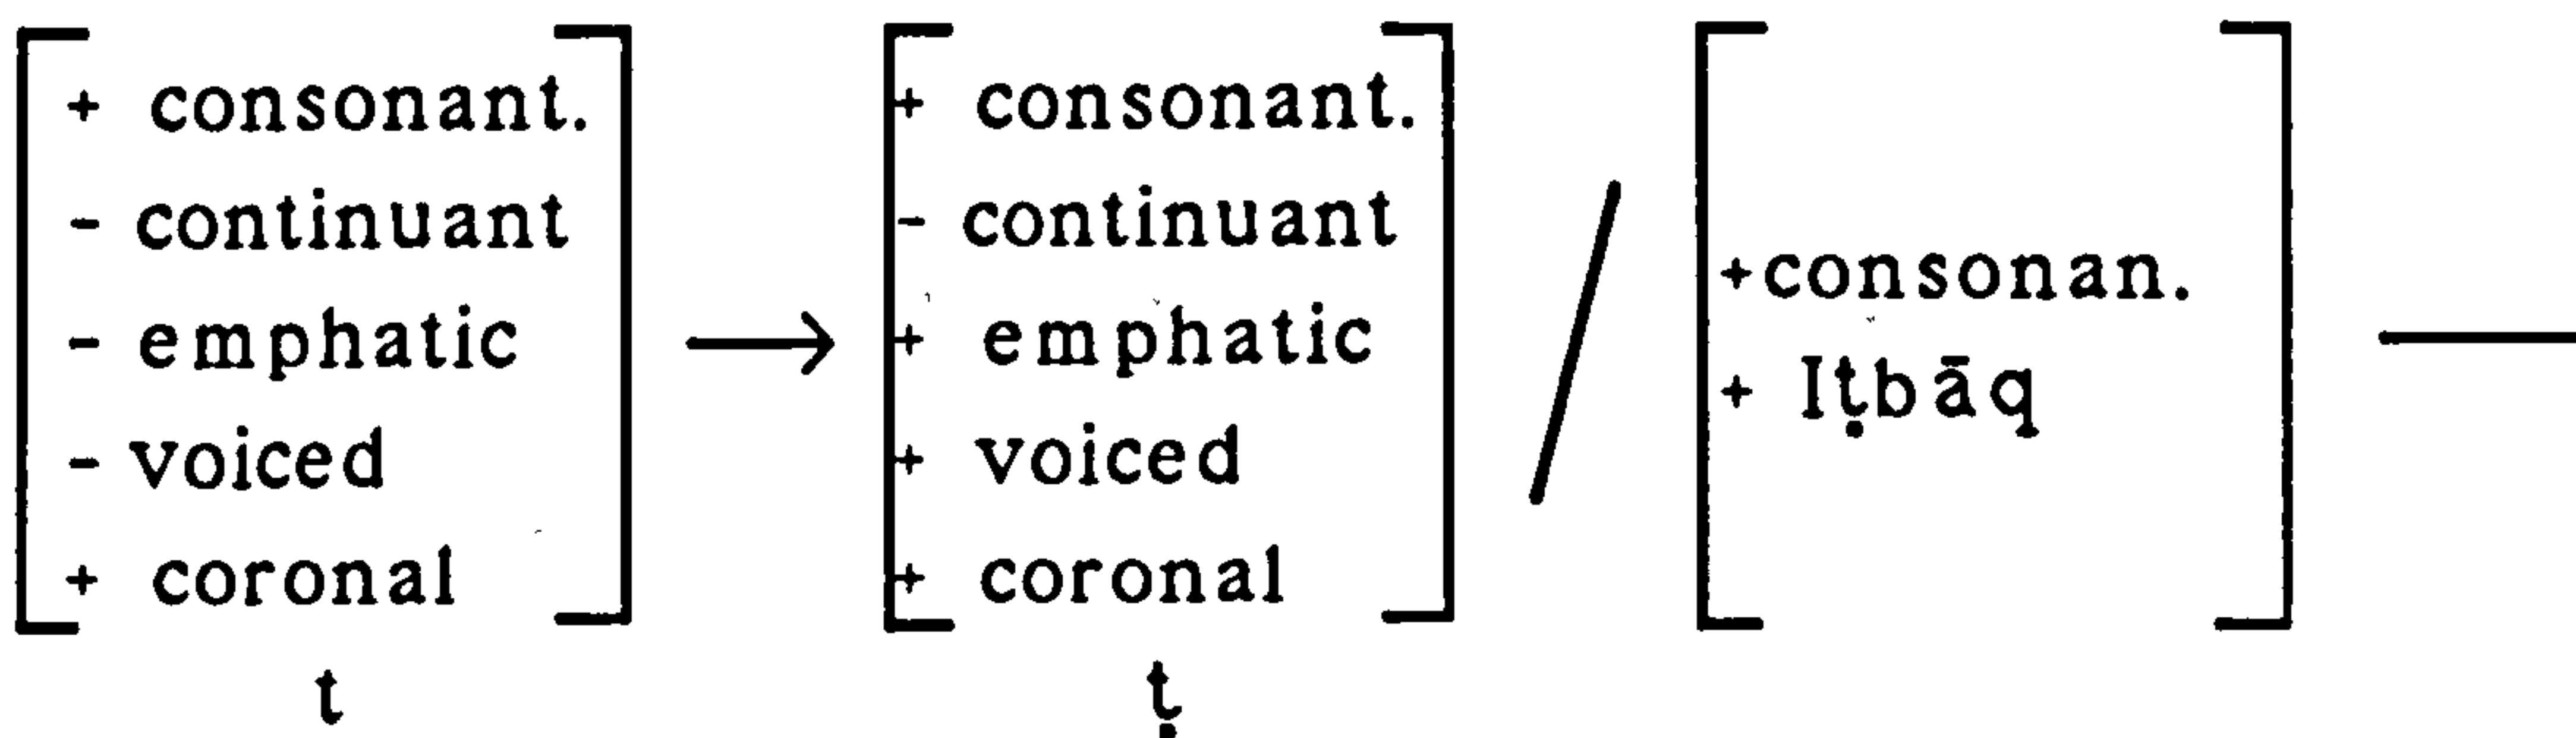 + consonant.
- continuant
- emphatic
- voiced
+ coronal
t
→
+ consonant.
- continuant
+ emphatic
+ voiced
+ coronal
ṭ
/
+consonan.
+ Iṭbāq
—